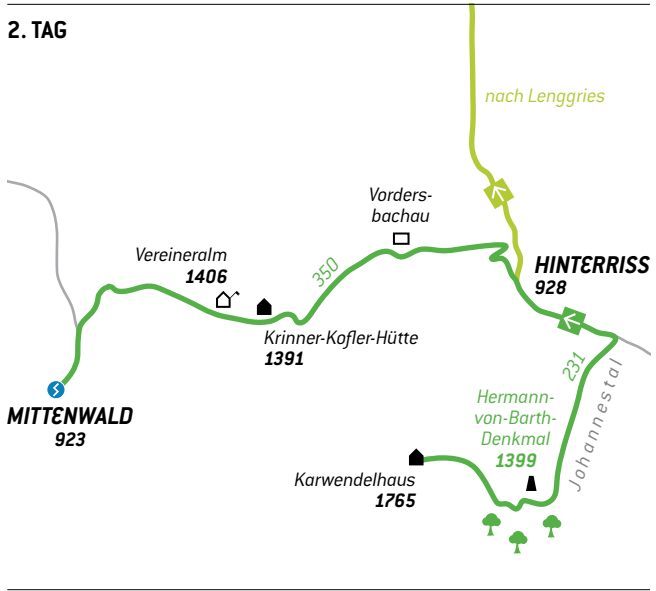 2. TAG
nach Lenggries
Vorders-
bachau
Vereineralm
1406
350
HINTERRISS
928
Krinner-Kofler-Hütte
1391
231
Johannestal
MITTENWALD
923
Hermann-
von-Barth-
Denkmal
1399
Karwendelhaus
1765